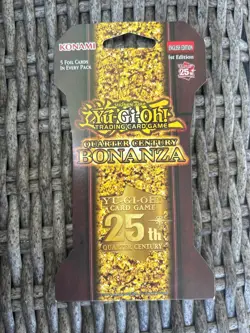 KONAMI
ENGLISH EDITION
5 FOIL CARDS
IN EVERY PACK
1st Edition
25th
Yu-Gi-Oh!
TRADING CARD GAME
QUARTER CENTURY
BONANZA
YU-GI-OH!
CARD GAME
25th
QUARTER CENTURY